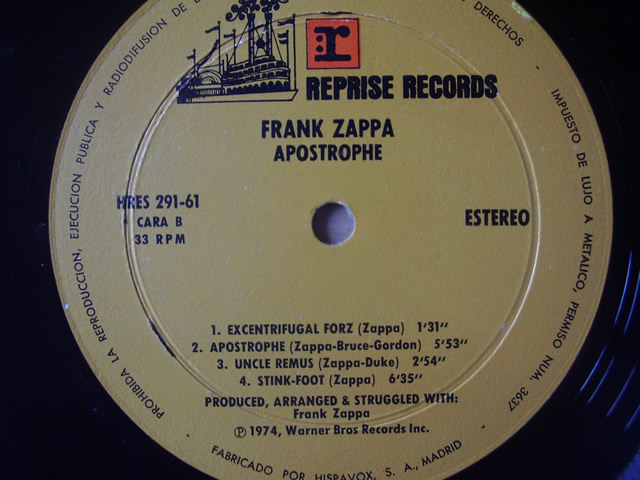 r
REPRISE RECORDS
FRANK ZAPPA
APOSTROPHE
HRES 291-61
CARA B
33 RPM
ESTEREO
1. EXCENTRIFUGAL FORZ (Zappa) 1'31''
2. APOSTROPHE (Zappa-Bruce-Gordon) 5'53''
3. UNCLE REMUS (Zappa-Duke) 2'54''
4. STINK-FOOT (Zappa) 6'35''
PRODUCED, ARRANGED & STRUGGLED WITH:
Frank Zappa
Ⓟ 1974, Warner Bros Records Inc.
PROHIBIDA LA REPRODUCCION, EJECUCION PUBLICA Y RADIODIFUSION DE
DERECHOS
IMPUESTO DE LUJO A METALICO, PERMISO NUM. 3637
FABRICADO POR HISPAVOX, S. A., MADRID